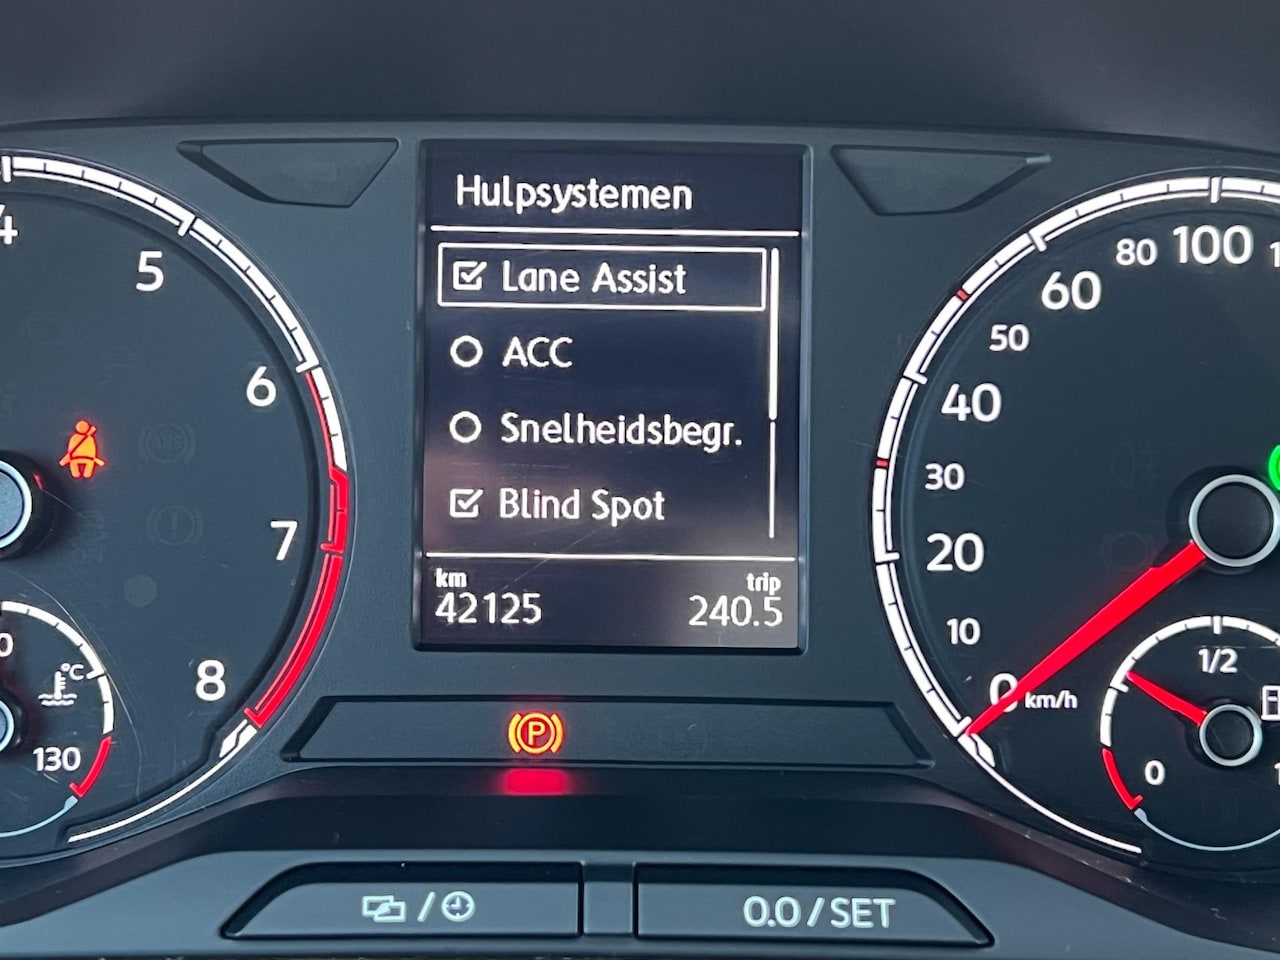 Hulpsystemen
Lane Assist
ACC
Snelheidsbegr.
Blind Spot
km trip
42125 240.5
4
5
6
7
8
°C
130
P
100
80
60
50
40
30
20
10
0 km/h
1/2
0
/
0.0 / SET